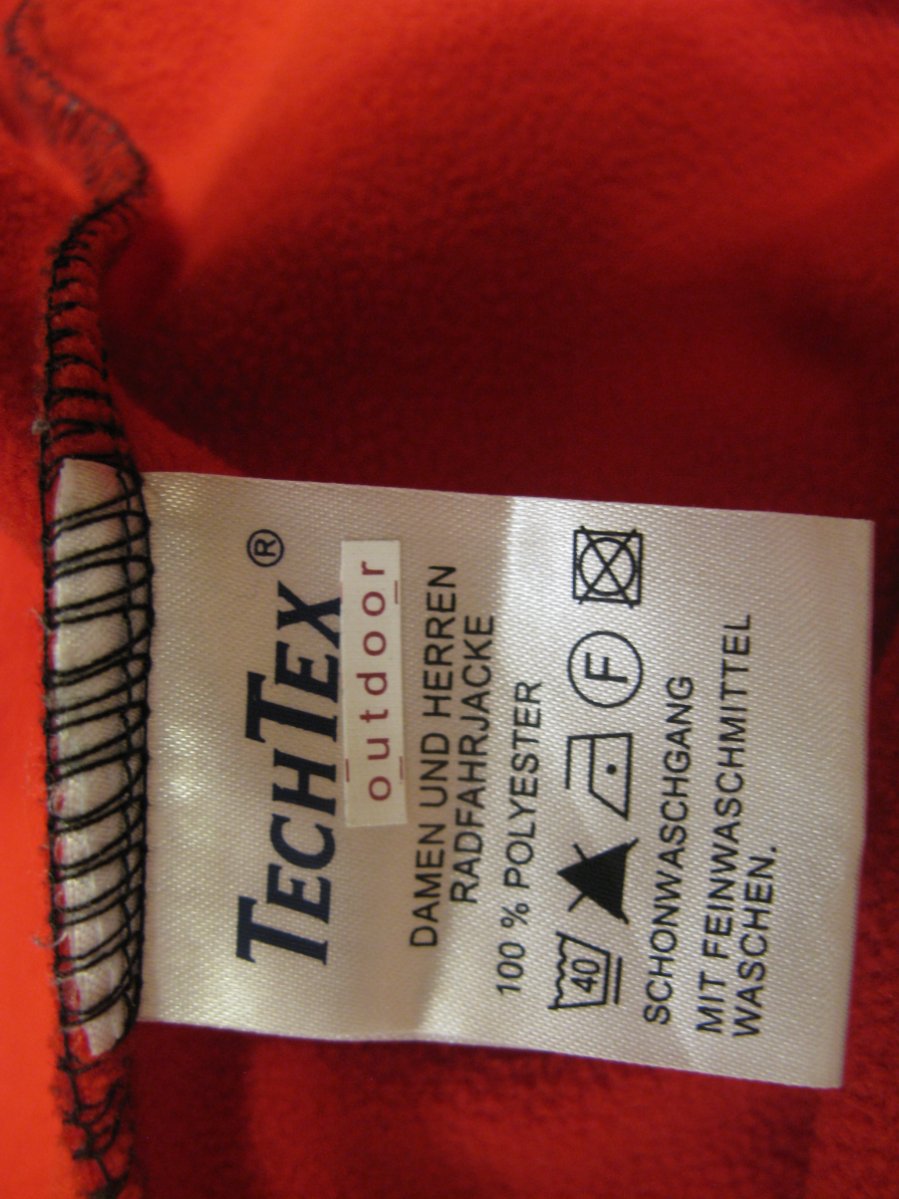 TECHTEX®
outdoor
DAMEN UND HERREN
RADFAHRJACKE
100 % POLYESTER
40 F
SCHONWASCHGANG
MIT FEINWASCHMITTEL
WASCHEN.